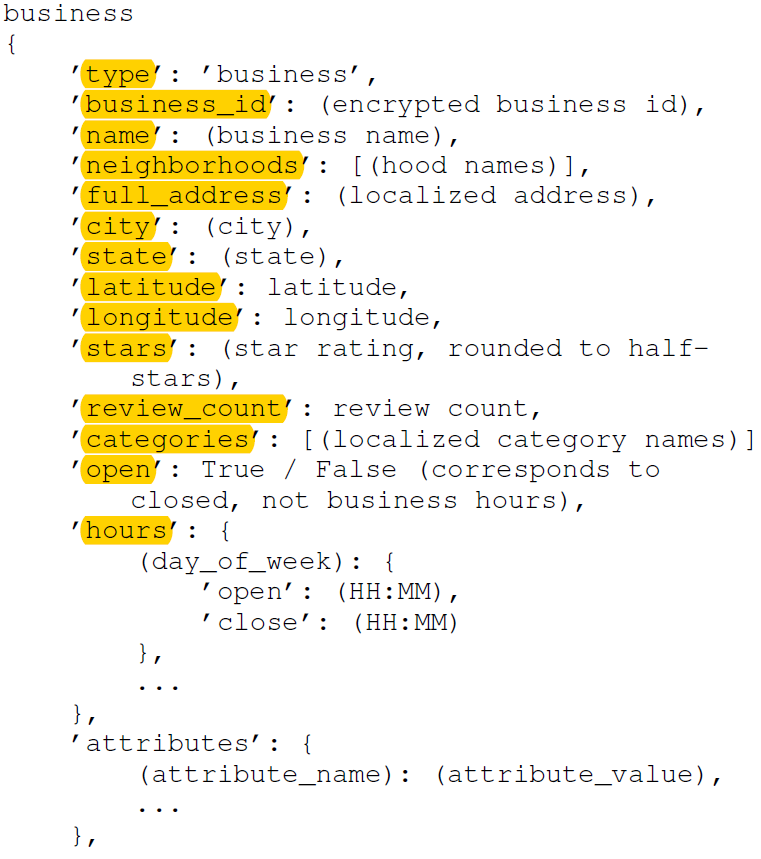 business
{
’type’: ’business’,
’business_id’: (encrypted business id),
’name’: (business name),
’neighborhoods’: [(hood names)],
’full_address’: (localized address),
’city’: (city),
’state’: (state),
’latitude’: latitude,
’longitude’: longitude,
’stars’: (star rating, rounded to half-
stars),
’review_count’: review count,
’categories’: [(localized category names)]
’open’: True / False (corresponds to
closed, not business hours),
’hours’: {
(day_of_week): {
’open’: (HH:MM),
’close’: (HH:MM)
},
...
},
’attributes’: {
(attribute_name): (attribute_value),
...
},